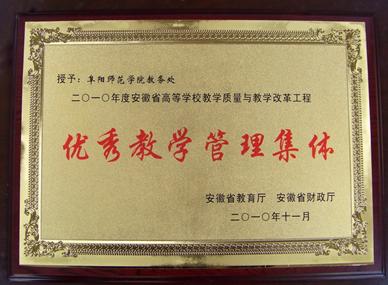 授予：阜阳师范学院教务处
二〇一〇年度安徽省高等学校教学质量与教学改革工程
优秀教学管理集体
安徽省教育厅 安徽省财政厅
二〇一〇年十一月